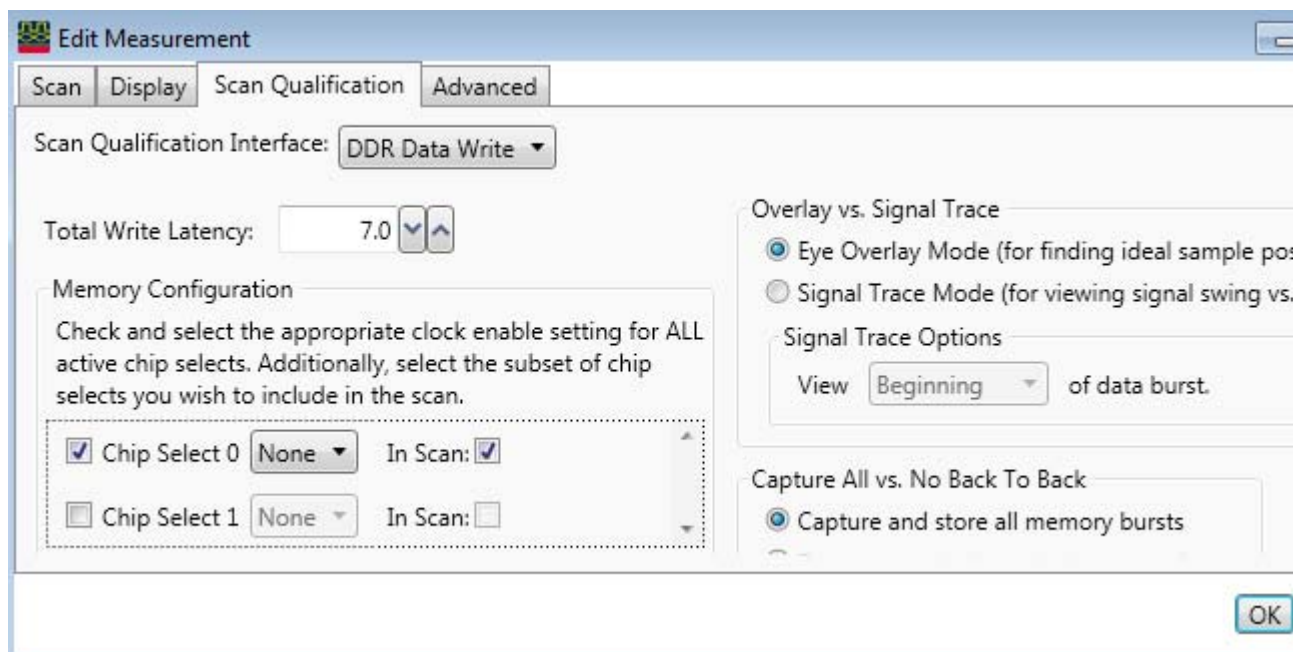 Edit Measurement
Scan
Display
Scan Qualification
Advanced
Scan Qualification Interface: DDR Data Write
Total Write Latency: 7.0
Memory Configuration
Check and select the appropriate clock enable setting for ALL
active chip selects. Additionally, select the subset of chip
selects you wish to include in the scan.
Chip Select 0 None In Scan:
Chip Select 1 None In Scan:
Overlay vs. Signal Trace
Eye Overlay Mode (for finding ideal sample pos
Signal Trace Mode (for viewing signal swing vs.
Signal Trace Options
View Beginning of data burst.
Capture All vs. No Back To Back
Capture and store all memory bursts
OK